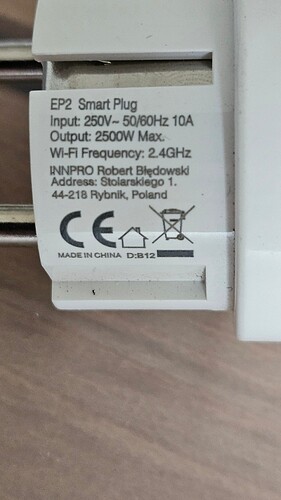 EP2 Smart Plug
Input: 250V~ 50/60Hz 10A
Output: 2500W Max.
Wi-Fi Frequency: 2.4GHz
INNPRO Robert Błędowski
Address: Stolarskiego 1.
44-218 Rybnik, Poland
CE
MADE IN CHINA D:B12